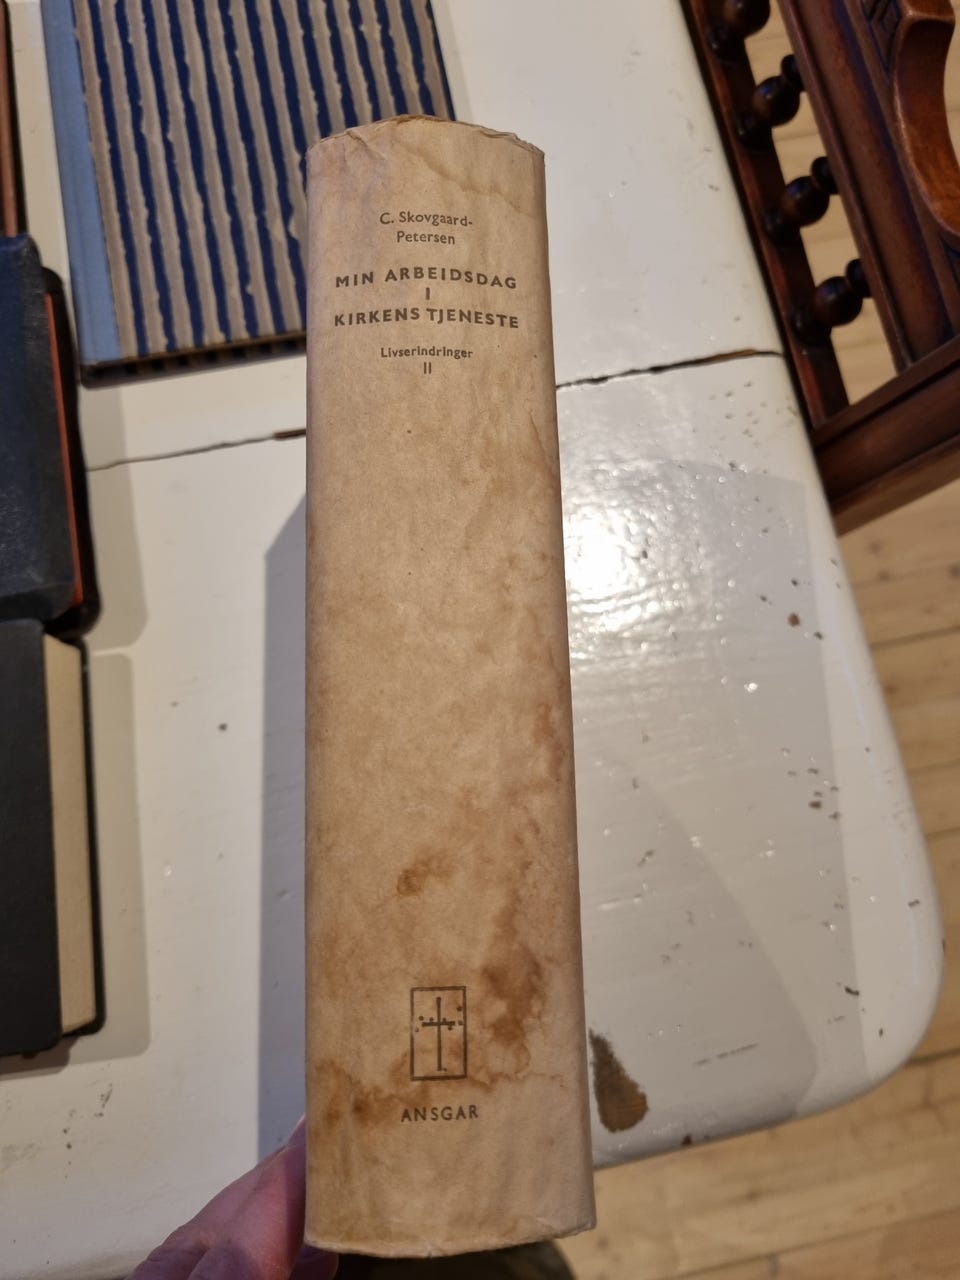 C. Skovgaard-
Petersen
MIN ARBEIDSDAG
I
KIRKENS TJENESTE
Livserindringer
II
ANSGAR